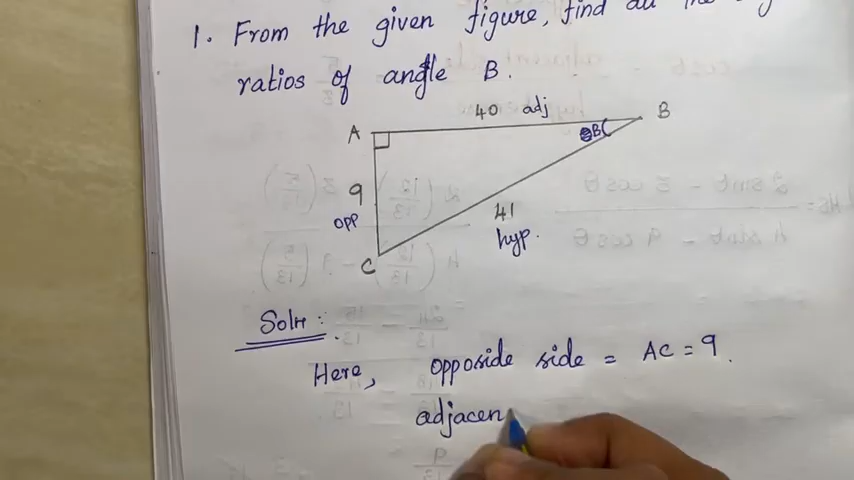 1. From the given figure, find all the
ratios of angle B.
40 adj
A
B
B
9
opp
41
hyp.
C
Soln:
Here, opposide side = AC = 9.
adjacen